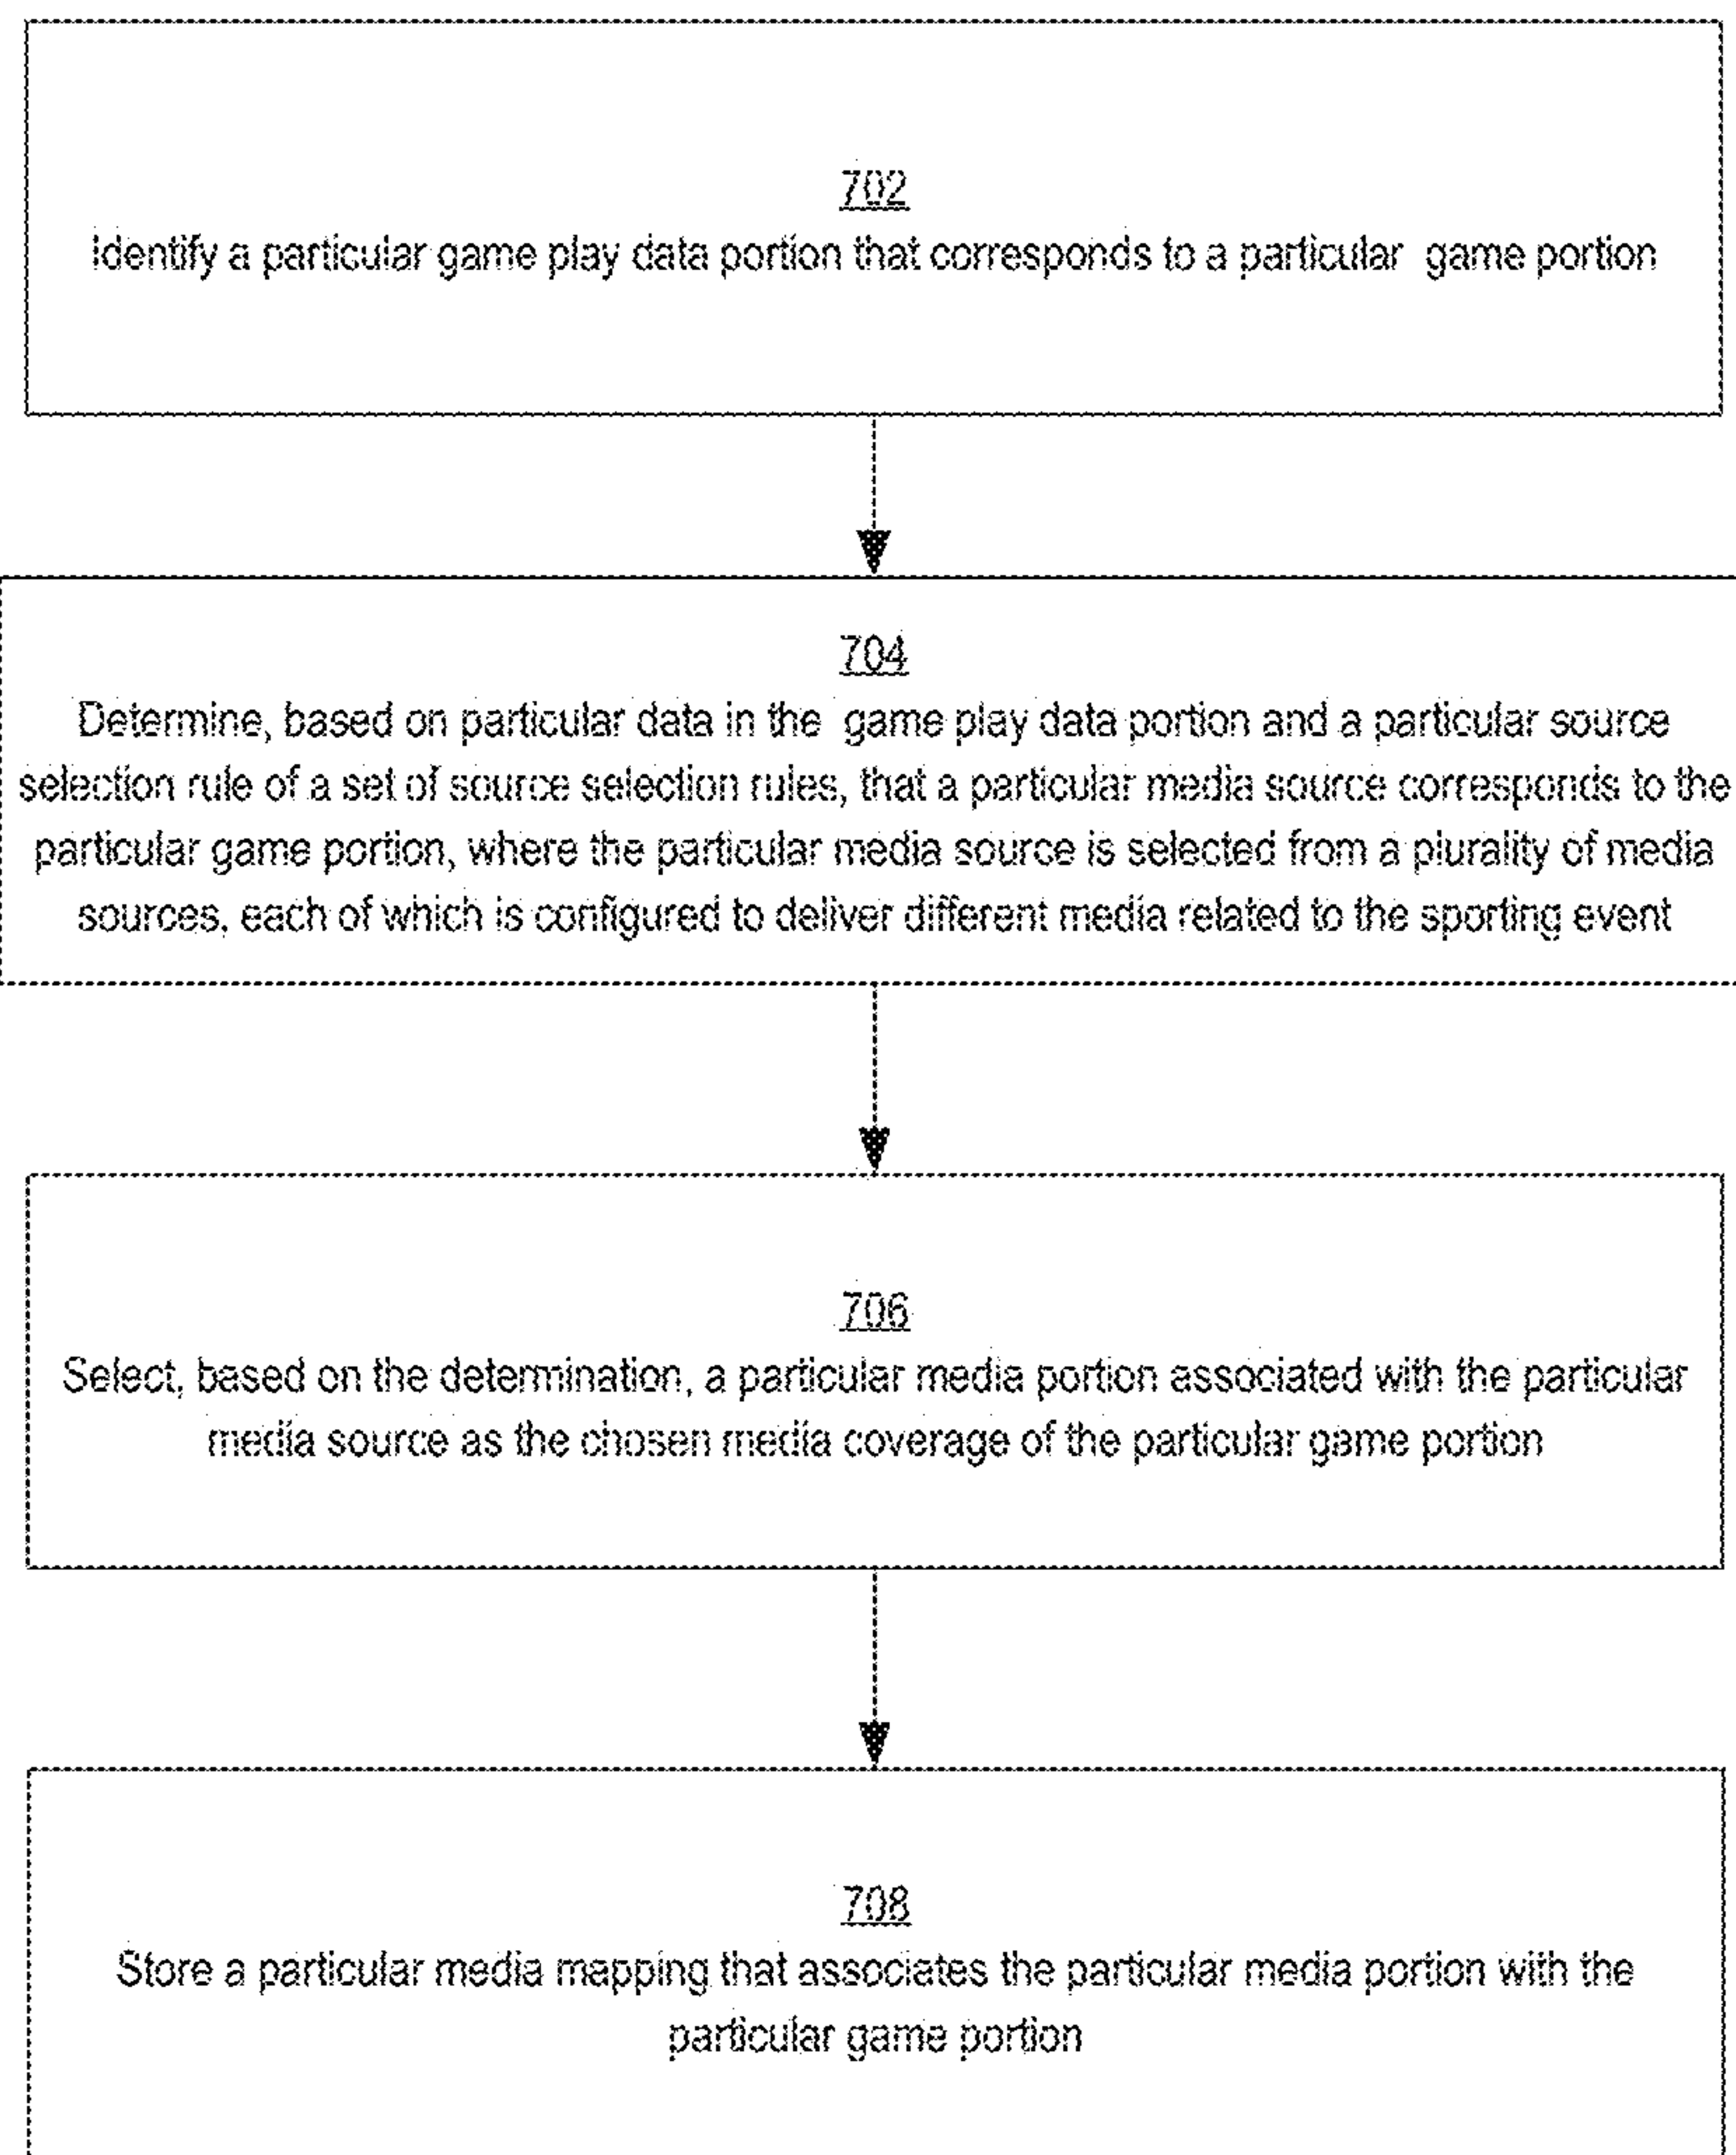 702
Identify a particular game play data portion that corresponds to a particular game portion
704
Determine, based on particular data in the game play data portion and a particular source
selection rule of a set of source selection rules, that a particular media source corresponds to the
particular game portion, where the particular media source is selected from a plurality of media
sources, each of which is configured to deliver different media related to the sporting event
706
Select, based on the determination, a particular media portion associated with the particular
media source as the chosen media coverage of the particular game portion
708
Store a particular media mapping that associates the particular media portion with the
particular game portion